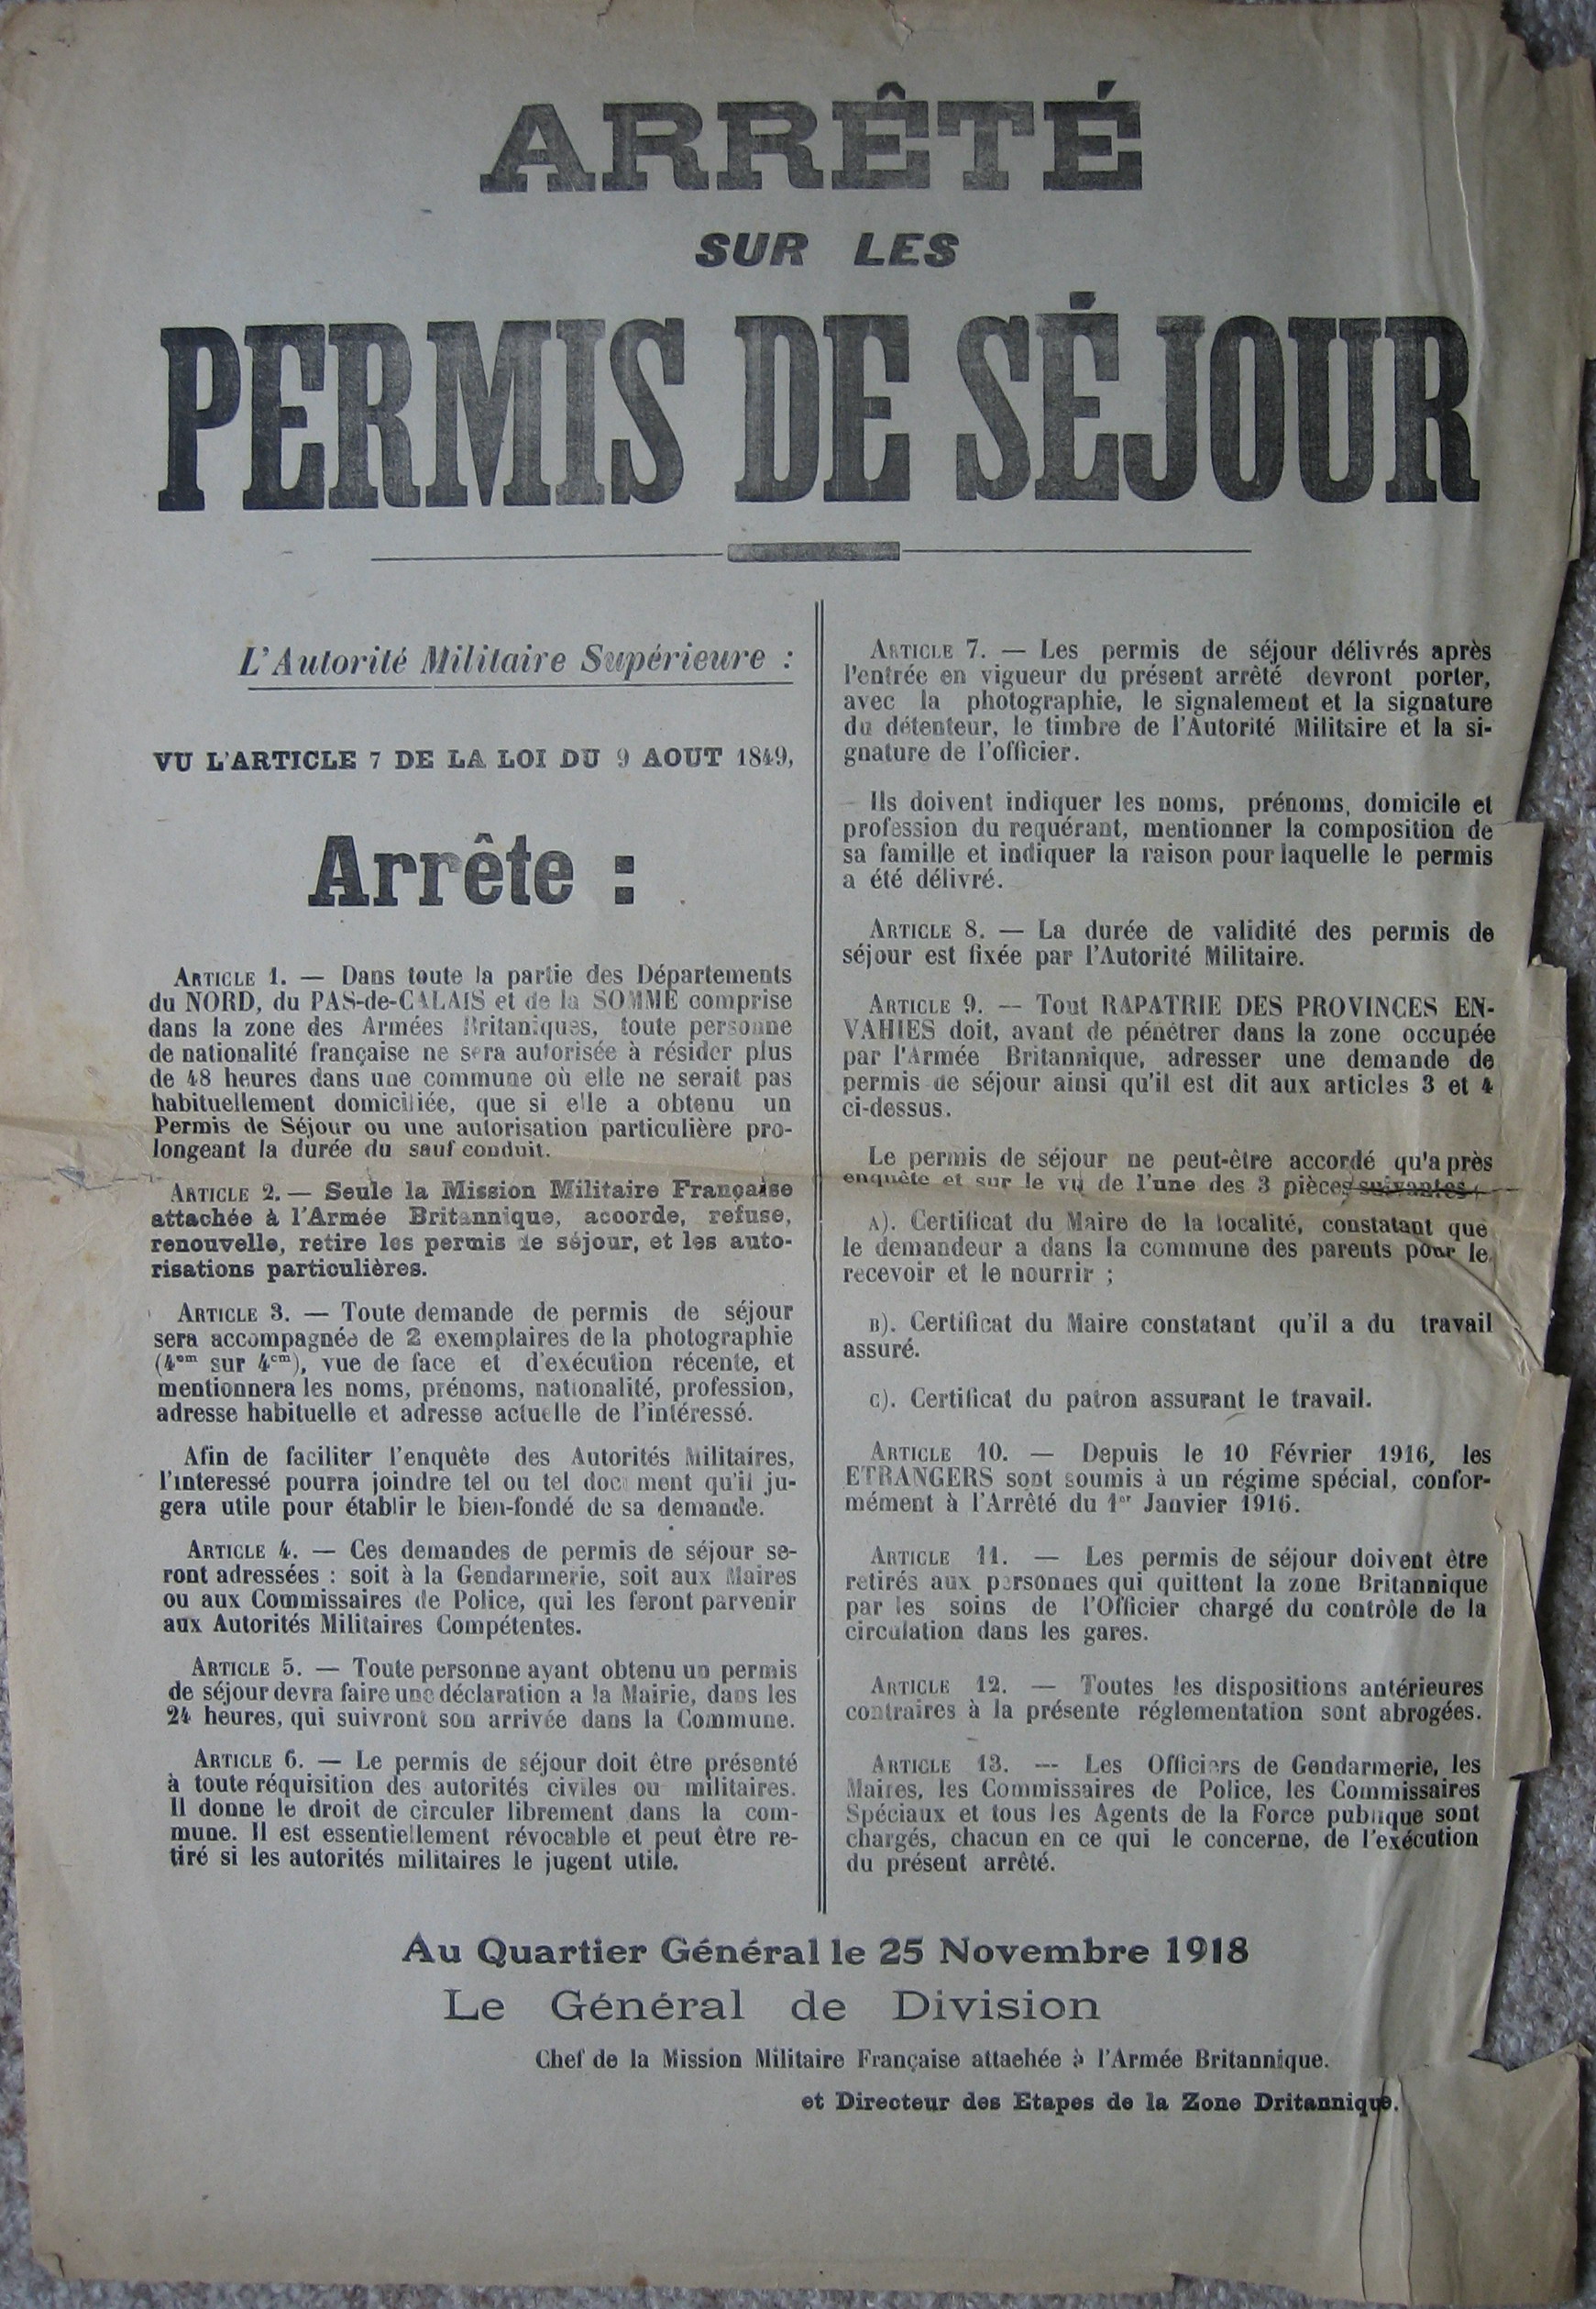 ARRÊTÉ
SUR LES
PERMIS DE SÉJOUR
L'Autorité Militaire Supérieure :
VU L'ARTICLE 7 DE LA LOI DU 9 AOUT 1849,
Arrête :
ARTICLE 1. — Dans toute la partie des Départements
du NORD, du PAS-de-CALAIS et de la SOMME comprise
dans la zone des Armées Britaniques, toute personne
de nationalité française ne sera autorisée à résider plus
de 48 heures dans une commune où elle ne serait pas
habituellement domiciliée, que si elle a obtenu un
Permis de Séjour ou une autorisation particulière pro-
longeant la durée du sauf conduit.
ARTICLE 2. — Seule la Mission Militaire Française
attachée à l'Armée Britannique, acoorde, refuse,
renouvelle, retire les permis de séjour, et les auto-
risations particulières.
ARTICLE 3. — Toute demande de permis de séjour
sera accompagnée de 2 exemplaires de la photographie
(4cm sur 4cm), vue de face et d'exécution récente, et
mentionnera les noms, prénoms, nationalité, profession,
adresse habituelle et adresse actuelle de l'intéressé.
Afin de faciliter l'enquête des Autorités Militaires,
l'interessé pourra joindre tel ou tel document qu'il ju-
gera utile pour établir le bien-fondé de sa demande.
ARTICLE 4. — Ces demandes de permis de séjour se-
ront adressées : soit à la Gendarmerie, soit aux Maires
ou aux Commissaires de Police, qui les feront parvenir
aux Autorités Militaires Compétentes.
ARTICLE 5. — Toute personne ayant obtenu un permis
de séjour devra faire une déclaration a la Mairie, dans les
24 heures, qui suivront son arrivée dans la Commune.
ARTICLE 6. — Le permis de séjour doit être présenté
à toute réquisition des autorités civiles ou militaires.
Il donne le droit de circuler librement dans la com-
mune. Il est essentiellement révocable et peut être re-
tiré si les autorités militaires le jugent utile.
ARTICLE 7. — Les permis de séjour délivrés après
l'entrée en vigueur du présent arrêté devront porter,
avec la photographie, le signalement et la signature
du détenteur, le timbre de l'Autorité Militaire et la si-
gnature de l'officier.
Ils doivent indiquer les noms, prénoms, domicile et
profession du requérant, mentionner la composition de
sa famille et indiquer la raison pour laquelle le permis
a été délivré.
ARTICLE 8. — La durée de validité des permis de
séjour est fixée par l'Autorité Militaire.
ARTICLE 9. — Tout RAPATRIE DES PROVINCES EN-
VAHIES doit, avant de pénétrer dans la zone occupée
par l'Armée Britannique, adresser une demande de
permis de séjour ainsi qu'il est dit aux articles 3 et 4
ci-dessus.
Le permis de séjour ne peut-être accordé qu'a près
enquête et sur le vu de l'une des 3 pièces suivantes :
A). Certificat du Maire de la localité, constatant que
le demandeur a dans la commune des parents pour le
recevoir et le nourrir ;
B). Certificat du Maire constatant qu'il a du travail
assuré.
C). Certificat du patron assurant le travail.
ARTICLE 10. — Depuis le 10 Février 1916, les
ETRANGERS sont soumis à un régime spécial, confor-
mément à l'Arrêté du 1er Janvier 1916.
ARTICLE 11. — Les permis de séjour doivent être
retirés aux personnes qui quittent la zone Britannique
par les soins de l'Officier chargé du contrôle de la
circulation dans les gares.
ARTICLE 12. — Toutes les dispositions antérieures
contraires à la présente réglementation sont abrogées.
ARTICLE 13. — Les Officiers de Gendarmerie, les
Maires, les Commissaires de Police, les Commissaires
Spéciaux et tous les Agents de la Force publique sont
chargés, chacun en ce qui le concerne, de l'exécution
du présent arrêté.
Au Quartier Général le 25 Novembre 1918
Le Général de Division
Chef de la Mission Militaire Française attaehée à l'Armée Britannique.
et Directeur des Etapes de la Zone Dritannique.